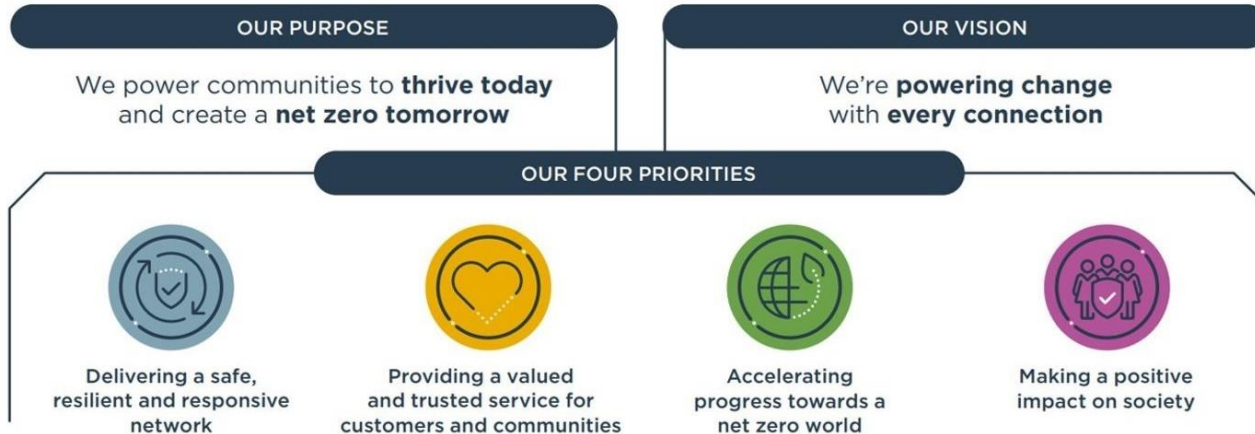 OUR PURPOSE
We power communities to thrive today
and create a net zero tomorrow
OUR VISION
We're powering change
with every connection
OUR FOUR PRIORITIES
Delivering a safe,
resilient and responsive
network
Providing a valued
and trusted service for
customers and communities
Accelerating
progress towards a
net zero world
Making a positive
impact on society